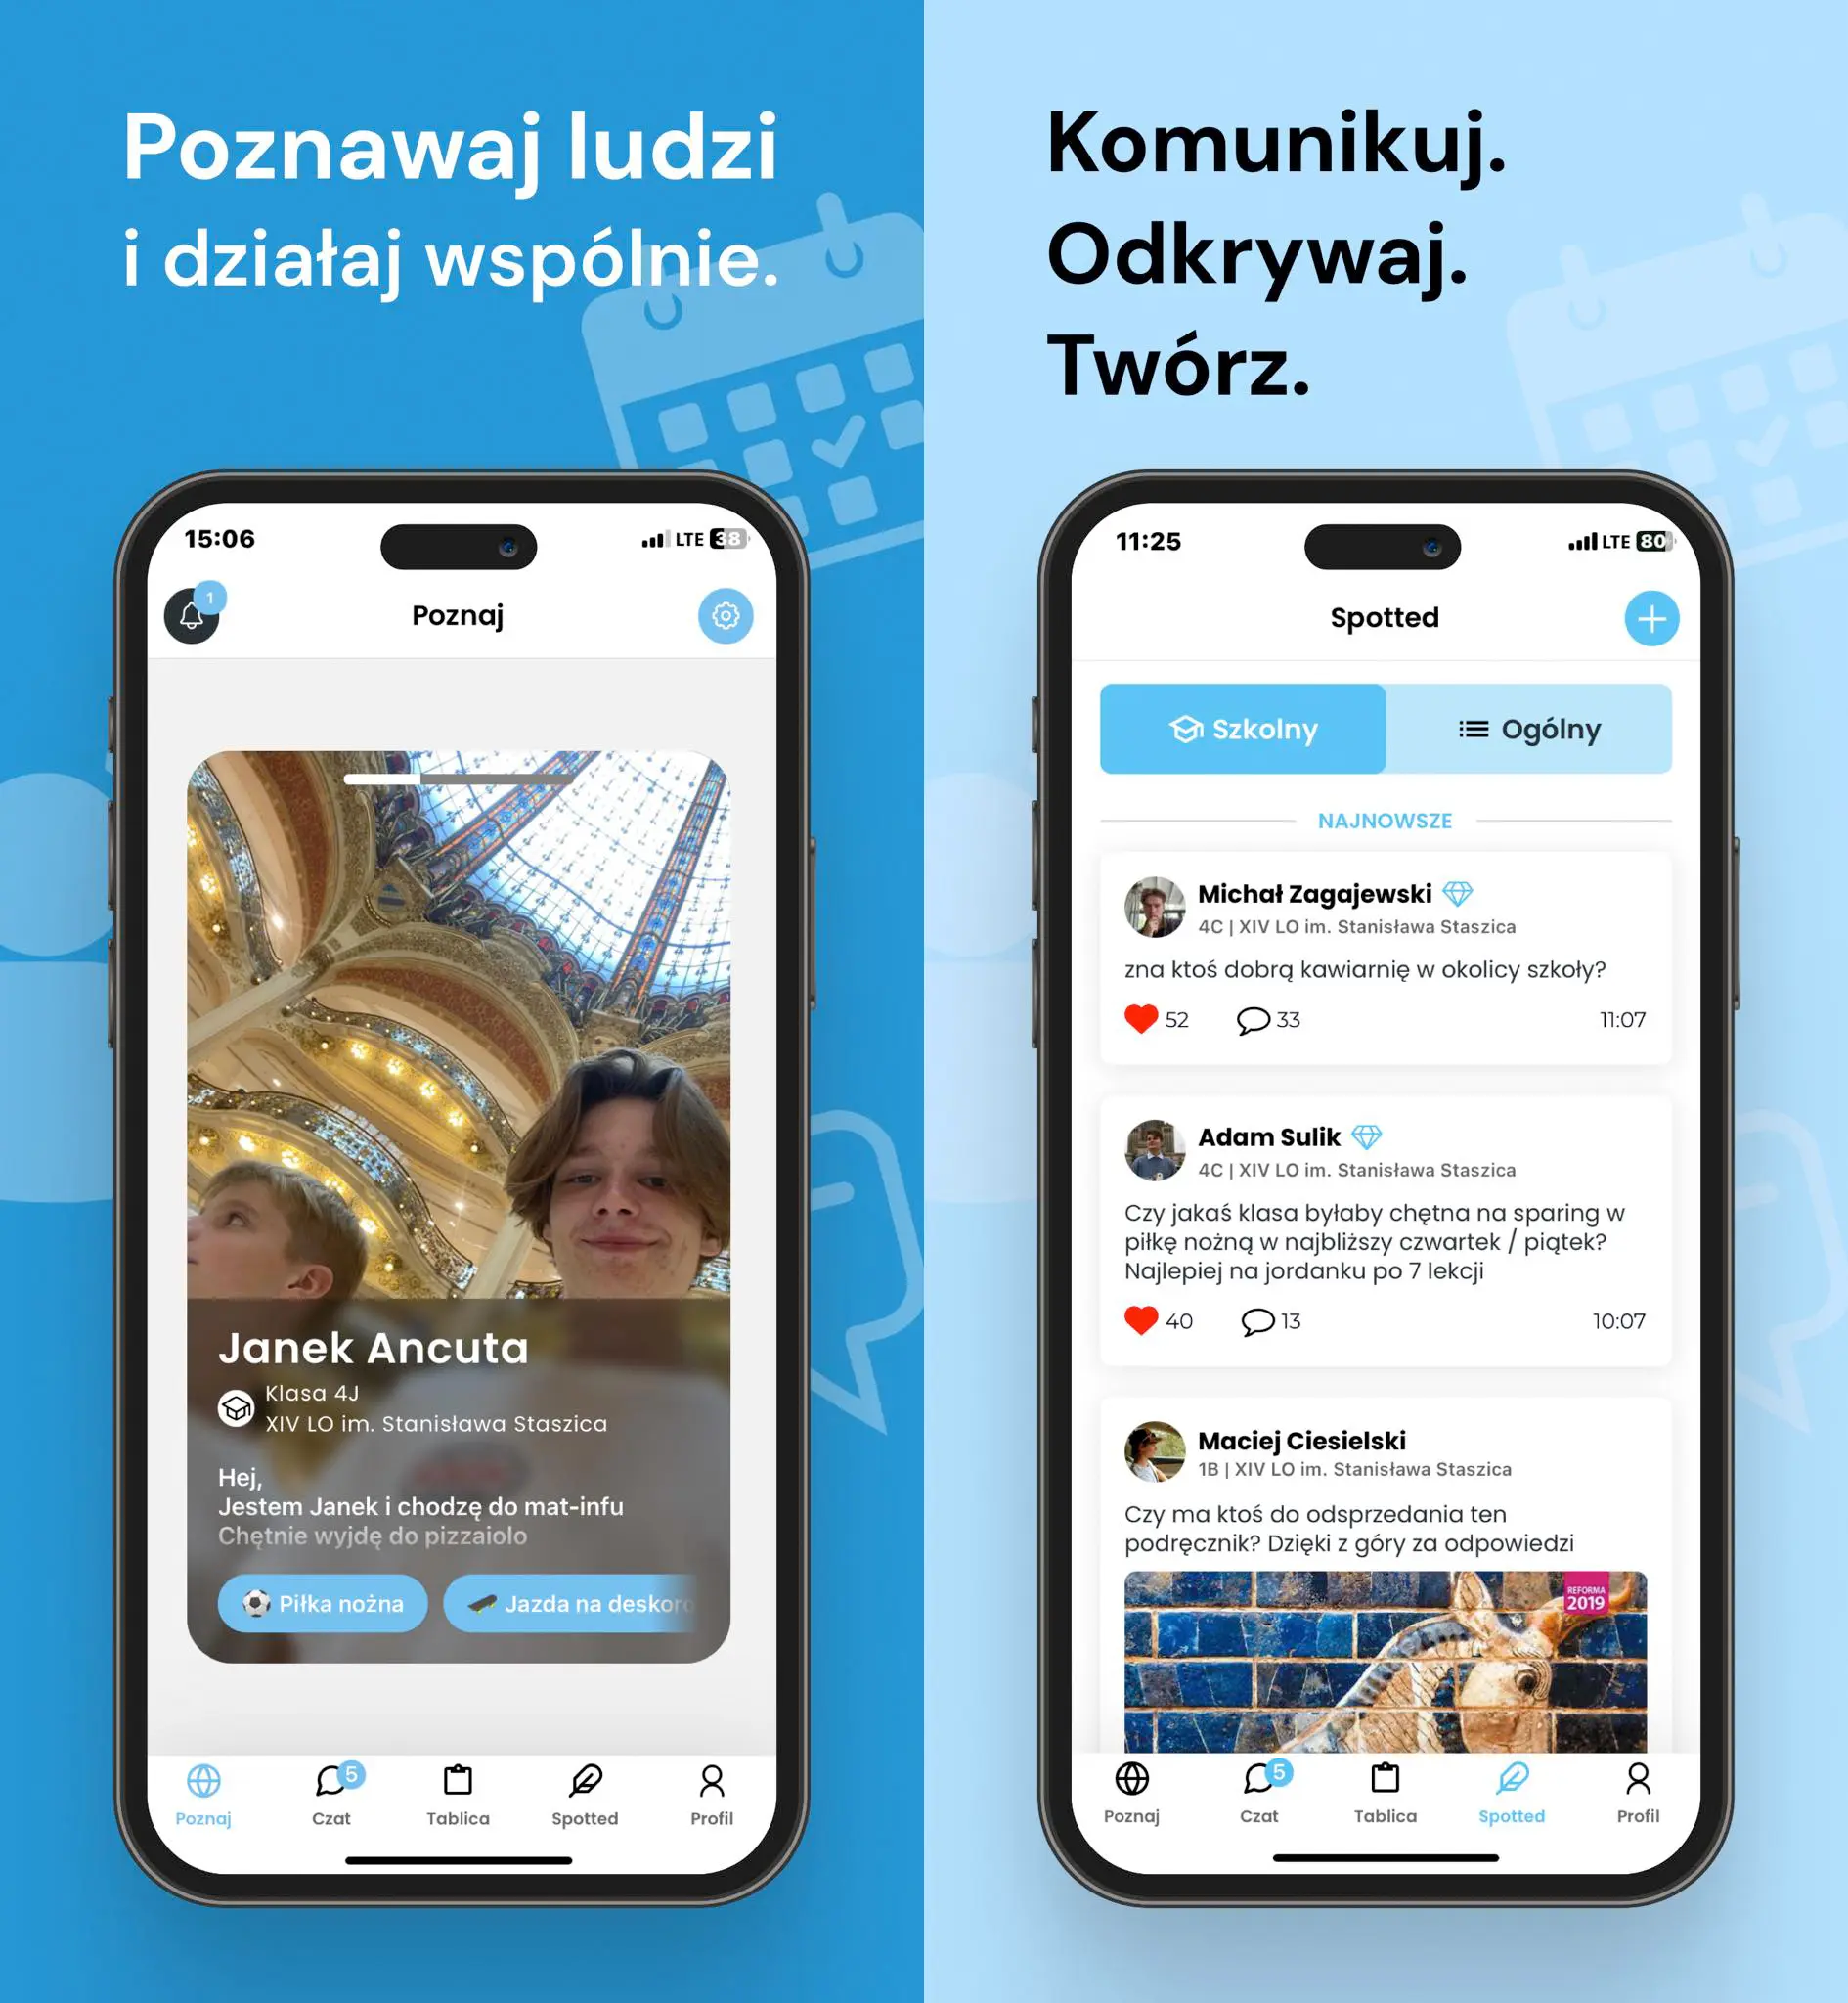 Poznawaj ludzi
i działaj wspólnie.
15:06
LTE 38
1
Poznaj
Janek Ancuta
Klasa 4J
XIV LO im. Stanisława Staszica
Hej,
Jestem Janek i chodzę do mat-infu
Chętnie wyjdę do pizzaiolo
Piłka nożna
Jazda na deskoro
5
Poznaj
Czat
Tablica
Spotted
Profil
Komunikuj.
Odkrywaj.
Twórz.
11:25
LTE 80
Spotted
Szkolny
Ogólny
NAJNOWSZE
Michał Zagajewski
4C | XIV LO im. Stanisława Staszica
zna ktoś dobrą kawiarnię w okolicy szkoły?
52
33
11:07
Adam Sulik
4C | XIV LO im. Stanisława Staszica
Czy jakaś klasa byłaby chętna na sparing w
piłkę nożną w najbliższy czwartek / piątek?
Najlepiej na jordanku po 7 lekcji
40
13
10:07
Maciej Ciesielski
1B | XIV LO im. Stanisława Staszica
Czy ma ktoś do odsprzedania ten
podręcznik? Dzięki z góry za odpowiedzi
REFORMA
2019
5
Poznaj
Czat
Tablica
Spotted
Profil